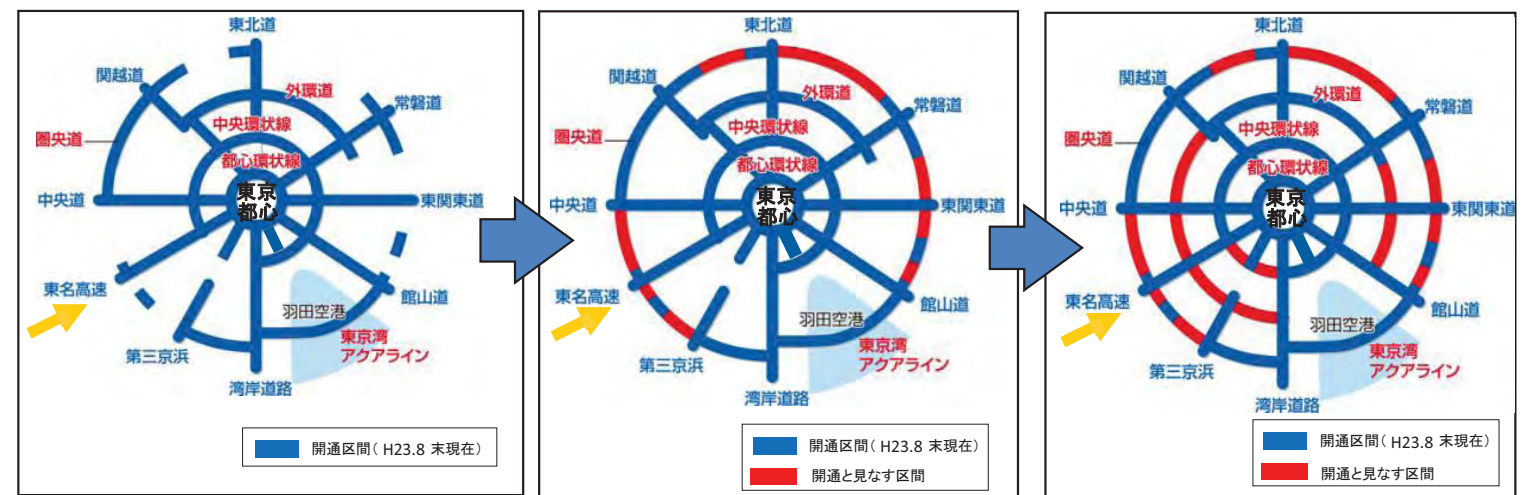 東北道
関越道
外環道
常磐道
中央環状線
圏央道
都心環状線
東京
都心
中央道
東関東道
東名高速
館山道
羽田空港
東京湾
アクアライン
第三京浜
湾岸道路
開通区間( H23.8 末現在)
東北道
関越道
外環道
常磐道
中央環状線
圏央道
都心環状線
東京
都心
中央道
東関東道
東名高速
館山道
羽田空港
東京湾
アクアライン
第三京浜
湾岸道路
開通区間( H23.8 末現在)
開通と見なす区間
東北道
関越道
外環道
常磐道
中央環状線
圏央道
都心環状線
東京
都心
中央道
東関東道
東名高速
館山道
羽田空港
東京湾
アクアライン
第三京浜
湾岸道路
開通区間( H23.8 末現在)
開通と見なす区間